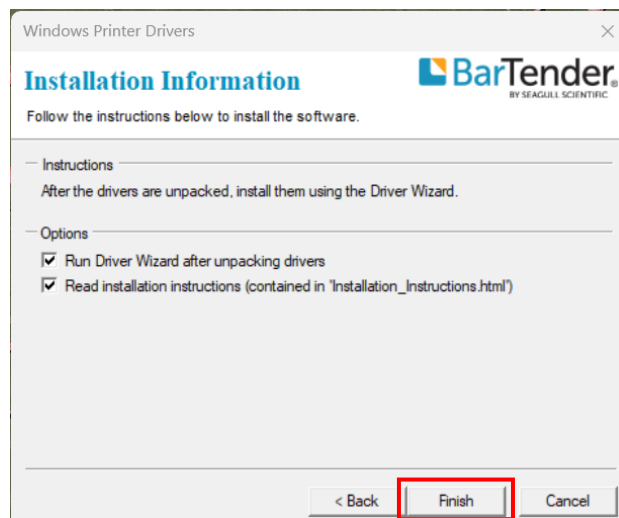 Windows Printer Drivers
Installation Information
BarTender®
BY SEAGULL SCIENTIFIC
Follow the instructions below to install the software.
Instructions
After the drivers are unpacked, install them using the Driver Wizard.
Options
Run Driver Wizard after unpacking drivers
Read installation instructions (contained in 'Installation_Instructions.html')
< Back Finish Cancel